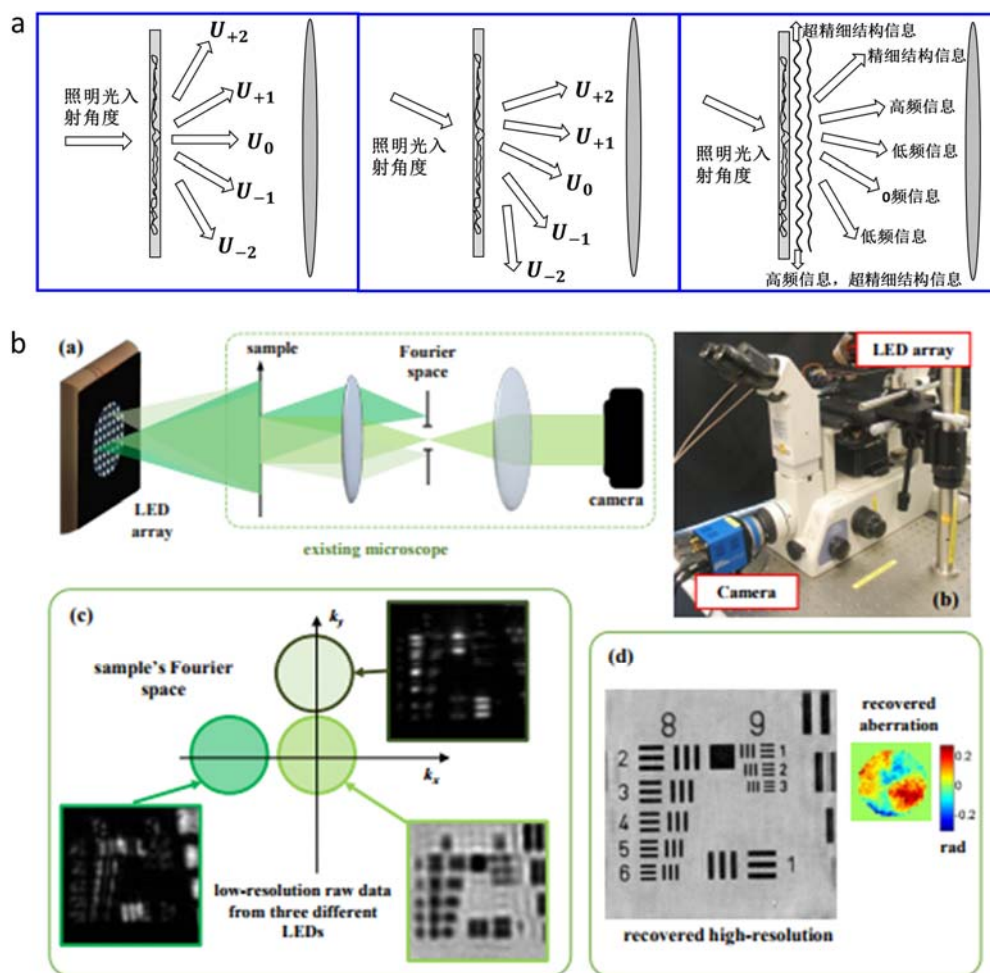 a
照明光入
射角度
U+2
U+1
U0
U−1
U−2
照明光入
射角度
U+2
U+1
U0
U−1
U−2
照明光入
射角度
超精细结构信息
精细结构信息
高频信息
低频信息
0频信息
低频信息
高频信息，超精细结构信息
b
(a)
sample
Fourier
space
LED
array
camera
existing microscope
LED array
Camera
(b)
(c)
ky
sample's Fourier
space
kx
low-resolution raw data
from three different
LEDs
(d)
8 9
2
3
4
5
6
1
2
3
1
recovered
aberration
0.2
0
-0.2
rad
recovered high-resolution